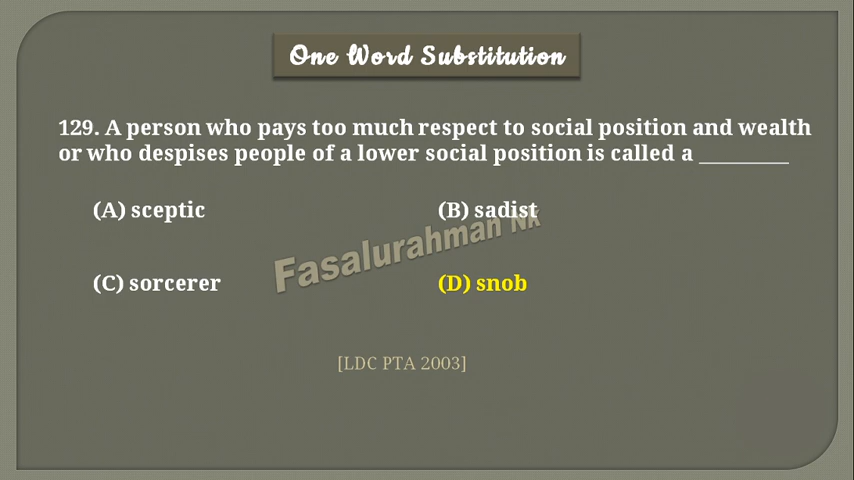 One Word Substitution
129. A person who pays too much respect to social position and wealth
or who despises people of a lower social position is called a __________
(A) sceptic (B) sadist
Fasalurahman Nk
(C) sorcerer (D) snob
[LDC PTA 2003]